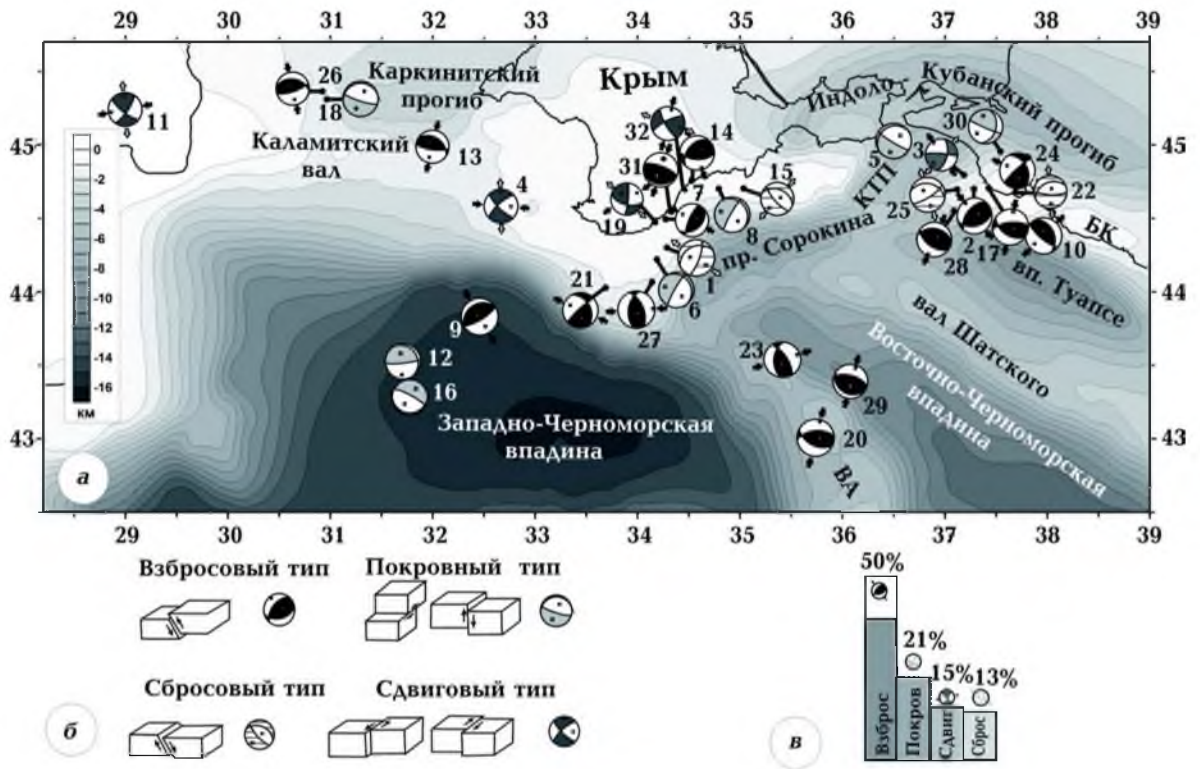 29 30 31 32 33 34 35 36 37 38 39
26
Каркинитский
прогиб
18
Крым
Индоло
Кубанский прогиб
11
30
32
14
45
45
Каламитский
вал
13
31
15
5
3
24
0
-2
-4
-6
-8
-10
-12
-14
-16
км
4
19
7
8
КТП
25
22
пр. Сорокина
2
17
10
БК
28
вп. Туапсе
44
44
21
1
6
9
27
вал Шатского
12
23
Восточно-Черноморская
впадина
16
29
Западно-Черноморская
впадина
43
43
20
ВА
а
29 30 31 32 33 34 35 36 37 38 39
Взбросовый тип
Покровный тип
50%
21%
15%
13%
Сбросовый тип
Сдвиговый тип
Взброс
Покров
Сдвиг
Сброс
б
в